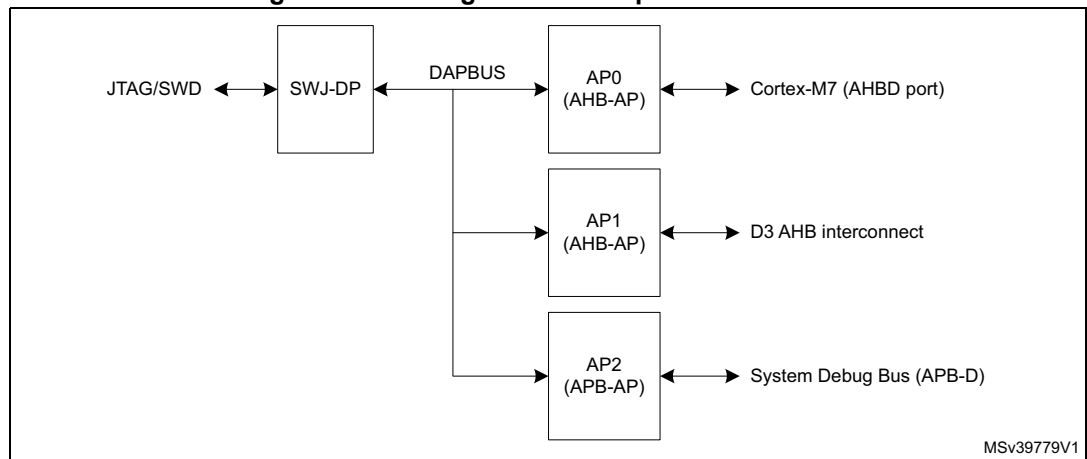 DAPBUS
JTAG/SWD
SWJ-DP
AP0
(AHB-AP)
Cortex-M7 (AHBD port)
AP1
(AHB-AP)
D3 AHB interconnect
AP2
(APB-AP)
System Debug Bus (APB-D)
MSv39779V1